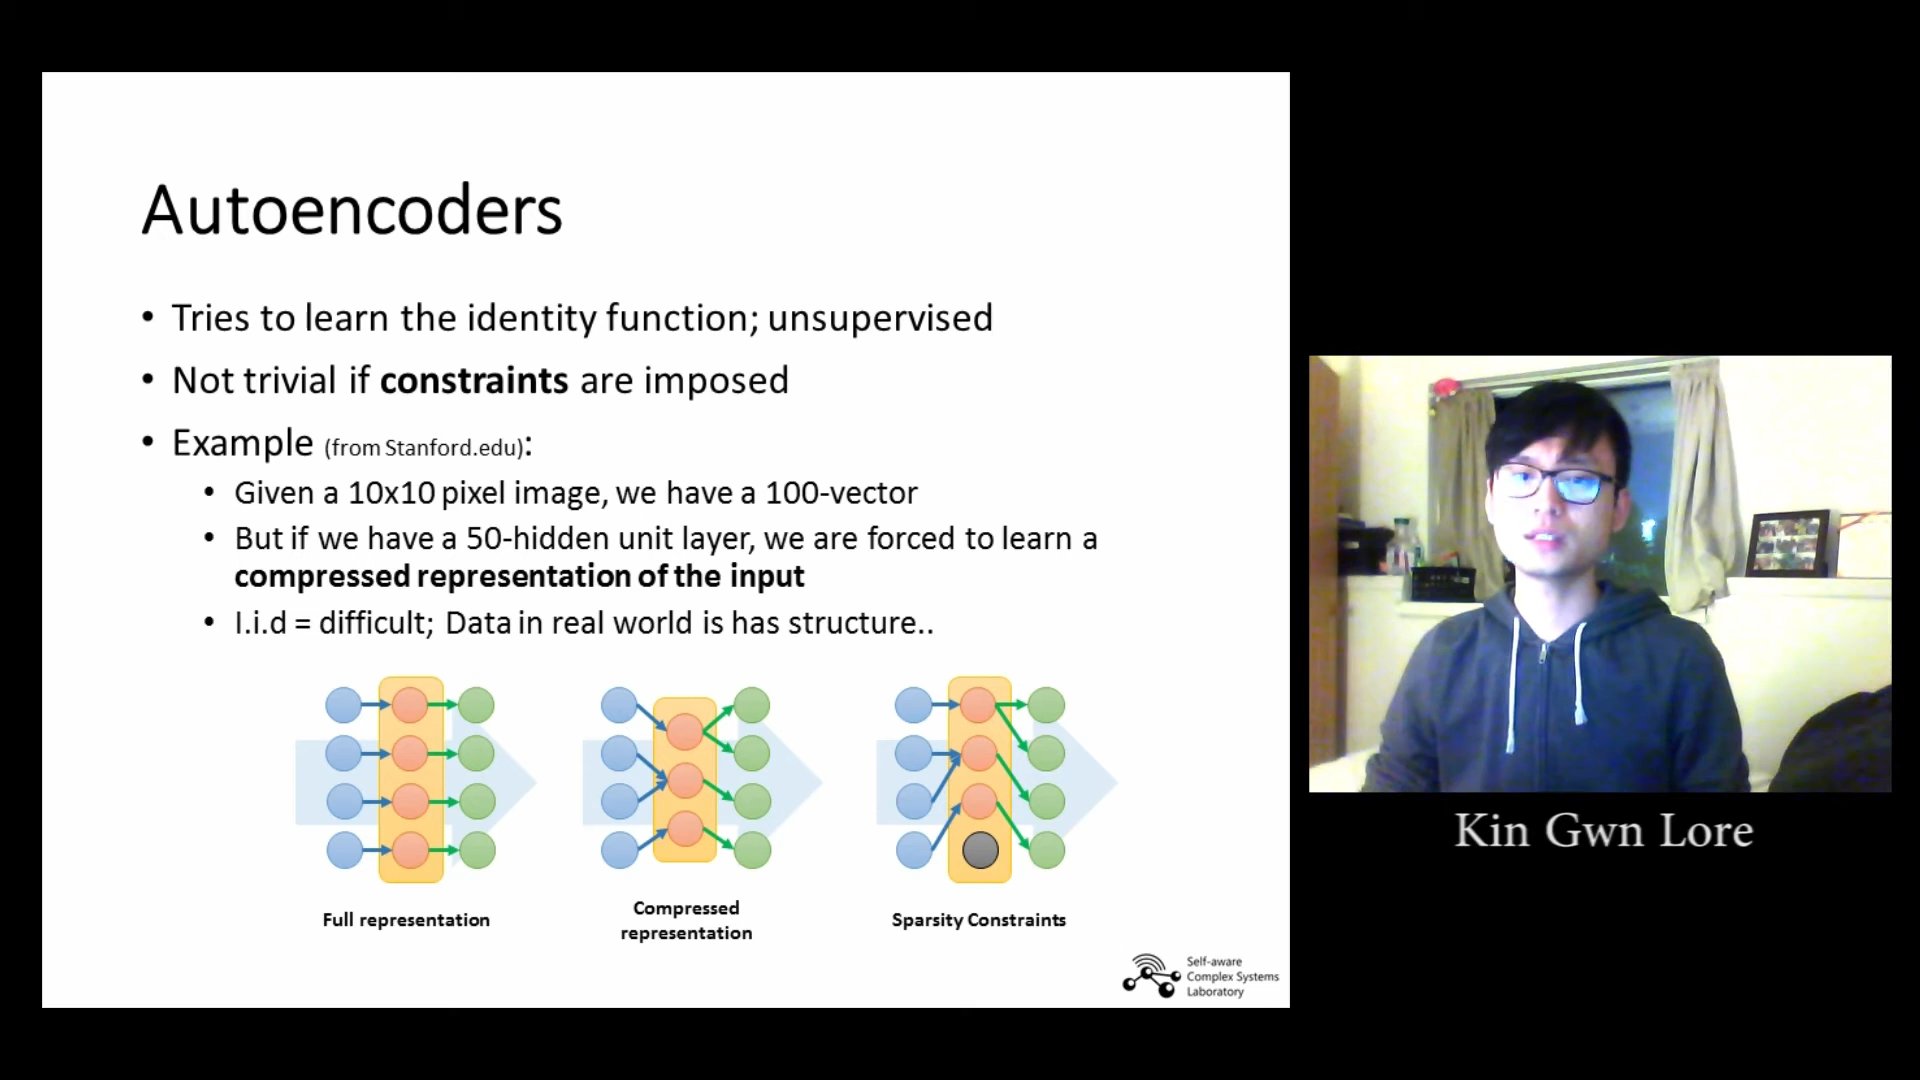 Autoencoders
• Tries to learn the identity function; unsupervised
• Not trivial if constraints are imposed
• Example (from Stanford.edu):
• Given a 10x10 pixel image, we have a 100-vector
• But if we have a 50-hidden unit layer, we are forced to learn a
compressed representation of the input
• I.i.d = difficult; Data in real world is has structure..
Full representation
Compressed
representation
Sparsity Constraints
Self-aware
Complex Systems
Laboratory
Kin Gwn Lore